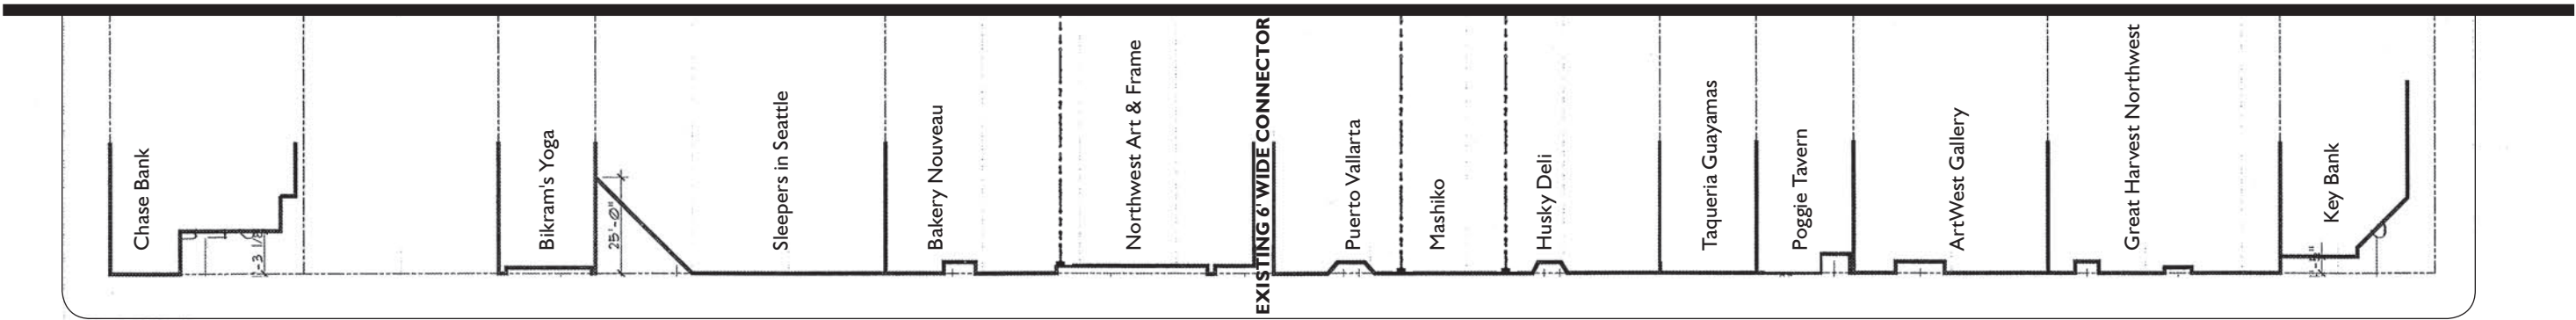 Chase Bank
Bikram's Yoga
25'-0"
Sleepers in Seattle
Bakery Nouveau
Northwest Art & Frame
EXISTING 6' WIDE CONNECTOR
Puerto Vallarta
Mashiko
Husky Deli
Taqueria Guayamas
Poggie Tavern
ArtWest Gallery
Great Harvest Northwest
Key Bank